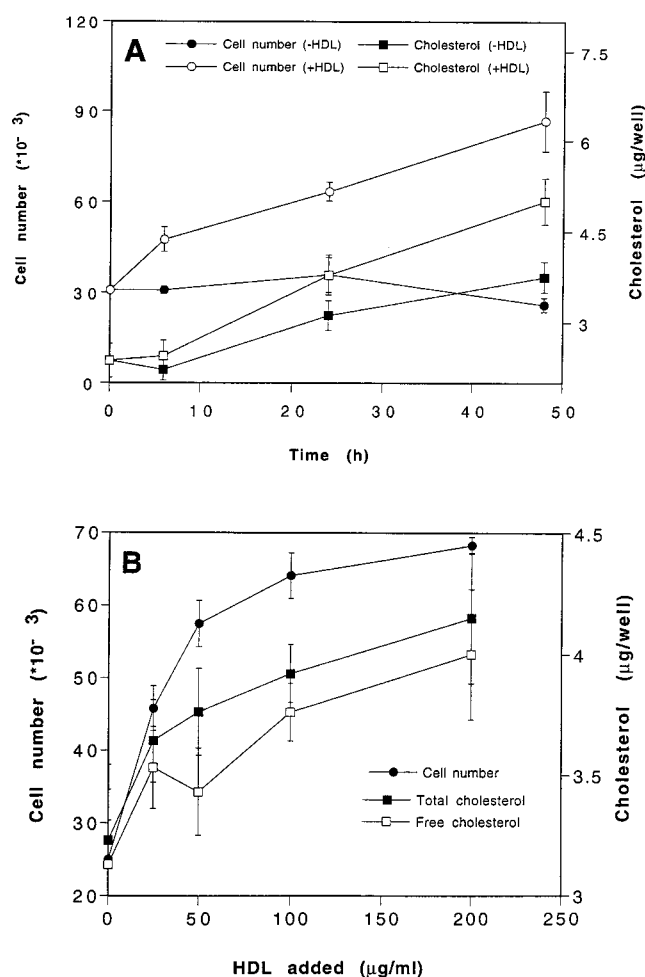 A
Cell number (-HDL)
Cholesterol (-HDL)
Cell number (+HDL)
Cholesterol (+HDL)
120
90
60
30
0
Cell number (*10- 3)
7.5
6
4.5
3
Cholesterol (µg/well)
0 10 20 30 40 50
Time (h)
B
70
60
50
40
30
20
Cell number (*10- 3)
4.5
4
3.5
3
Cholesterol (µg/well)
Cell number
Total cholesterol
Free cholesterol
0 50 100 150 200 250
HDL added (µg/ml)